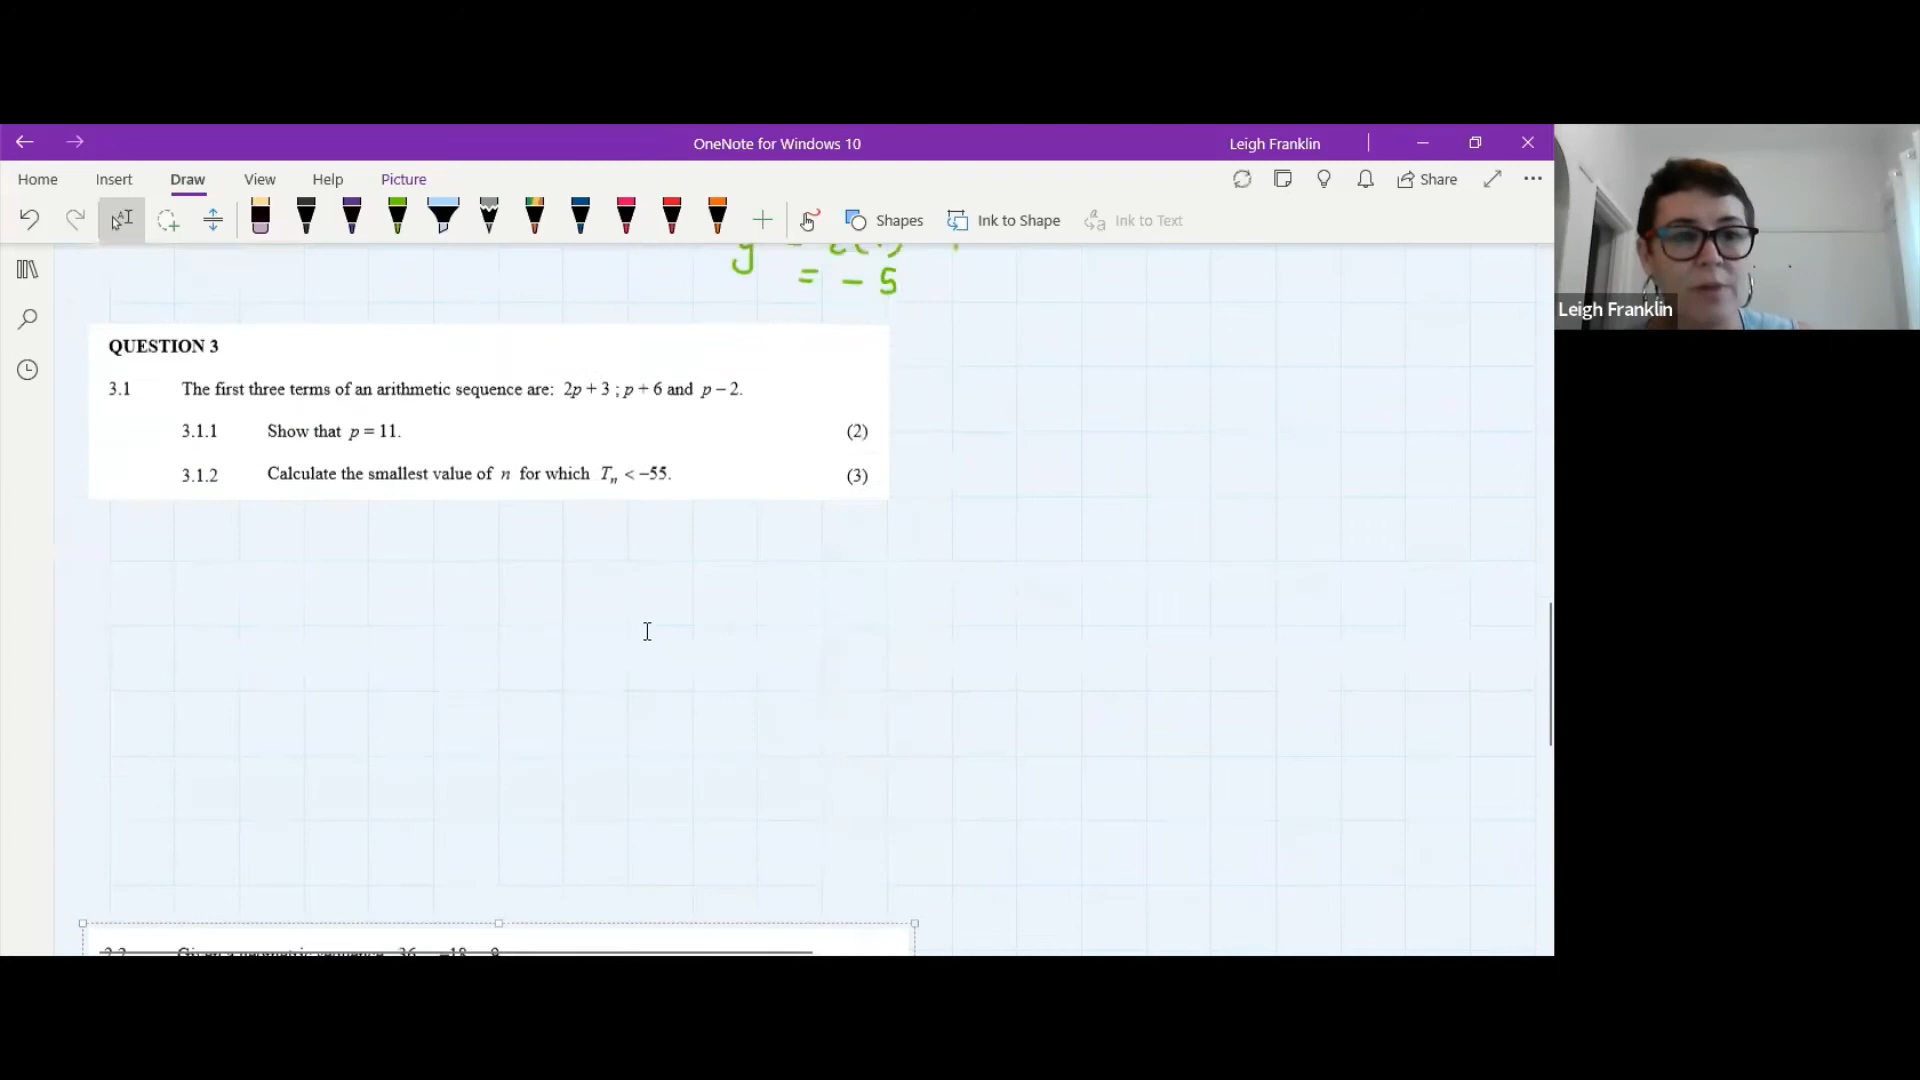 OneNote for Windows 10
Leigh Franklin
Home Insert Draw View Help Picture
Share
Shapes
Ink to Shape
Ink to Text
= - 5
Leigh Franklin
QUESTION 3
3.1 The first three terms of an arithmetic sequence are: 2p + 3 ; p + 6 and p − 2.
3.1.1 Show that p = 11. (2)
3.1.2 Calculate the smallest value of n for which Tₙ < −55. (3)